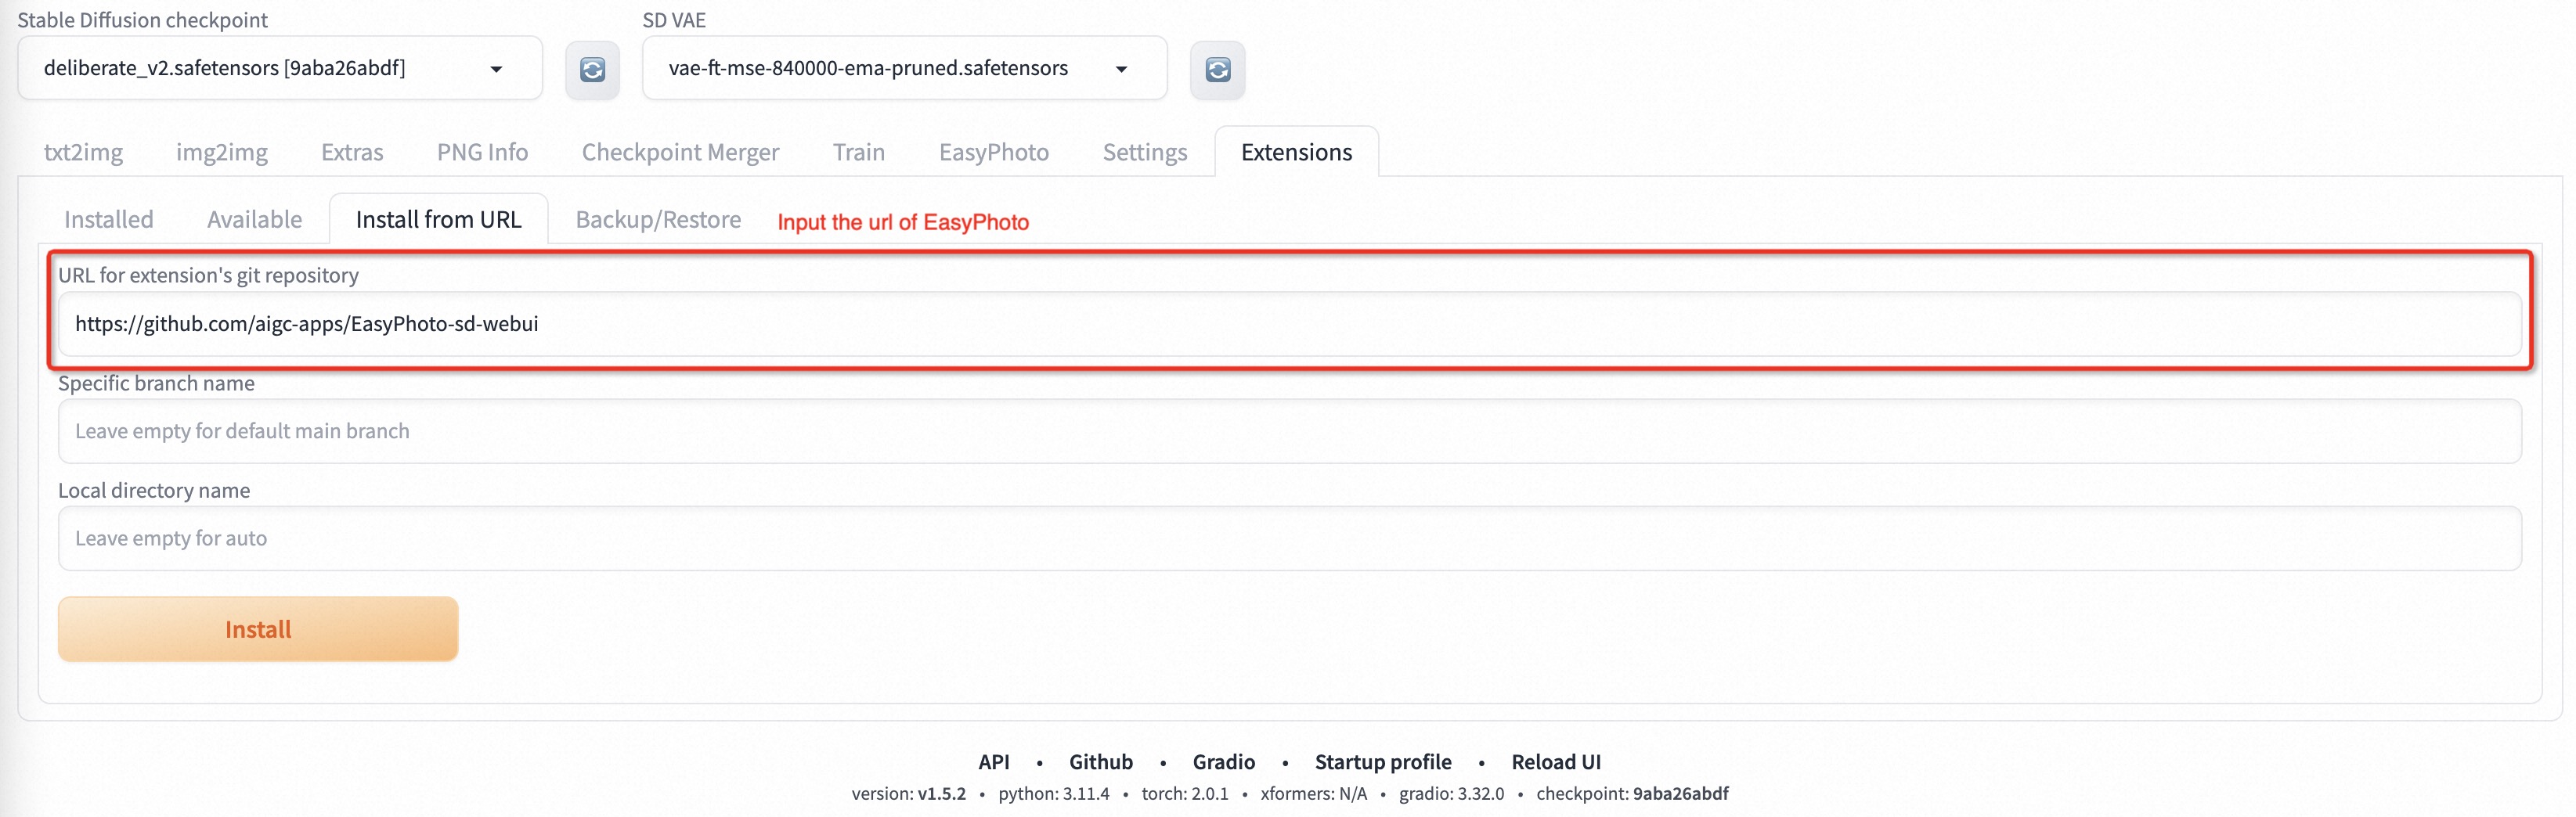 Stable Diffusion checkpoint SD VAE
deliberate_v2.safetensors [9aba26abdf] vae-ft-mse-840000-ema-pruned.safetensors
txt2img img2img Extras PNG Info Checkpoint Merger Train EasyPhoto Settings Extensions
Installed Available Install from URL Backup/Restore Input the url of EasyPhoto
URL for extension's git repository
https://github.com/aigc-apps/EasyPhoto-sd-webui
Specific branch name
Leave empty for default main branch
Local directory name
Leave empty for auto
Install
API • Github • Gradio • Startup profile • Reload UI
version: v1.5.2 • python: 3.11.4 • torch: 2.0.1 • xformers: N/A • gradio: 3.32.0 • checkpoint: 9aba26abdf